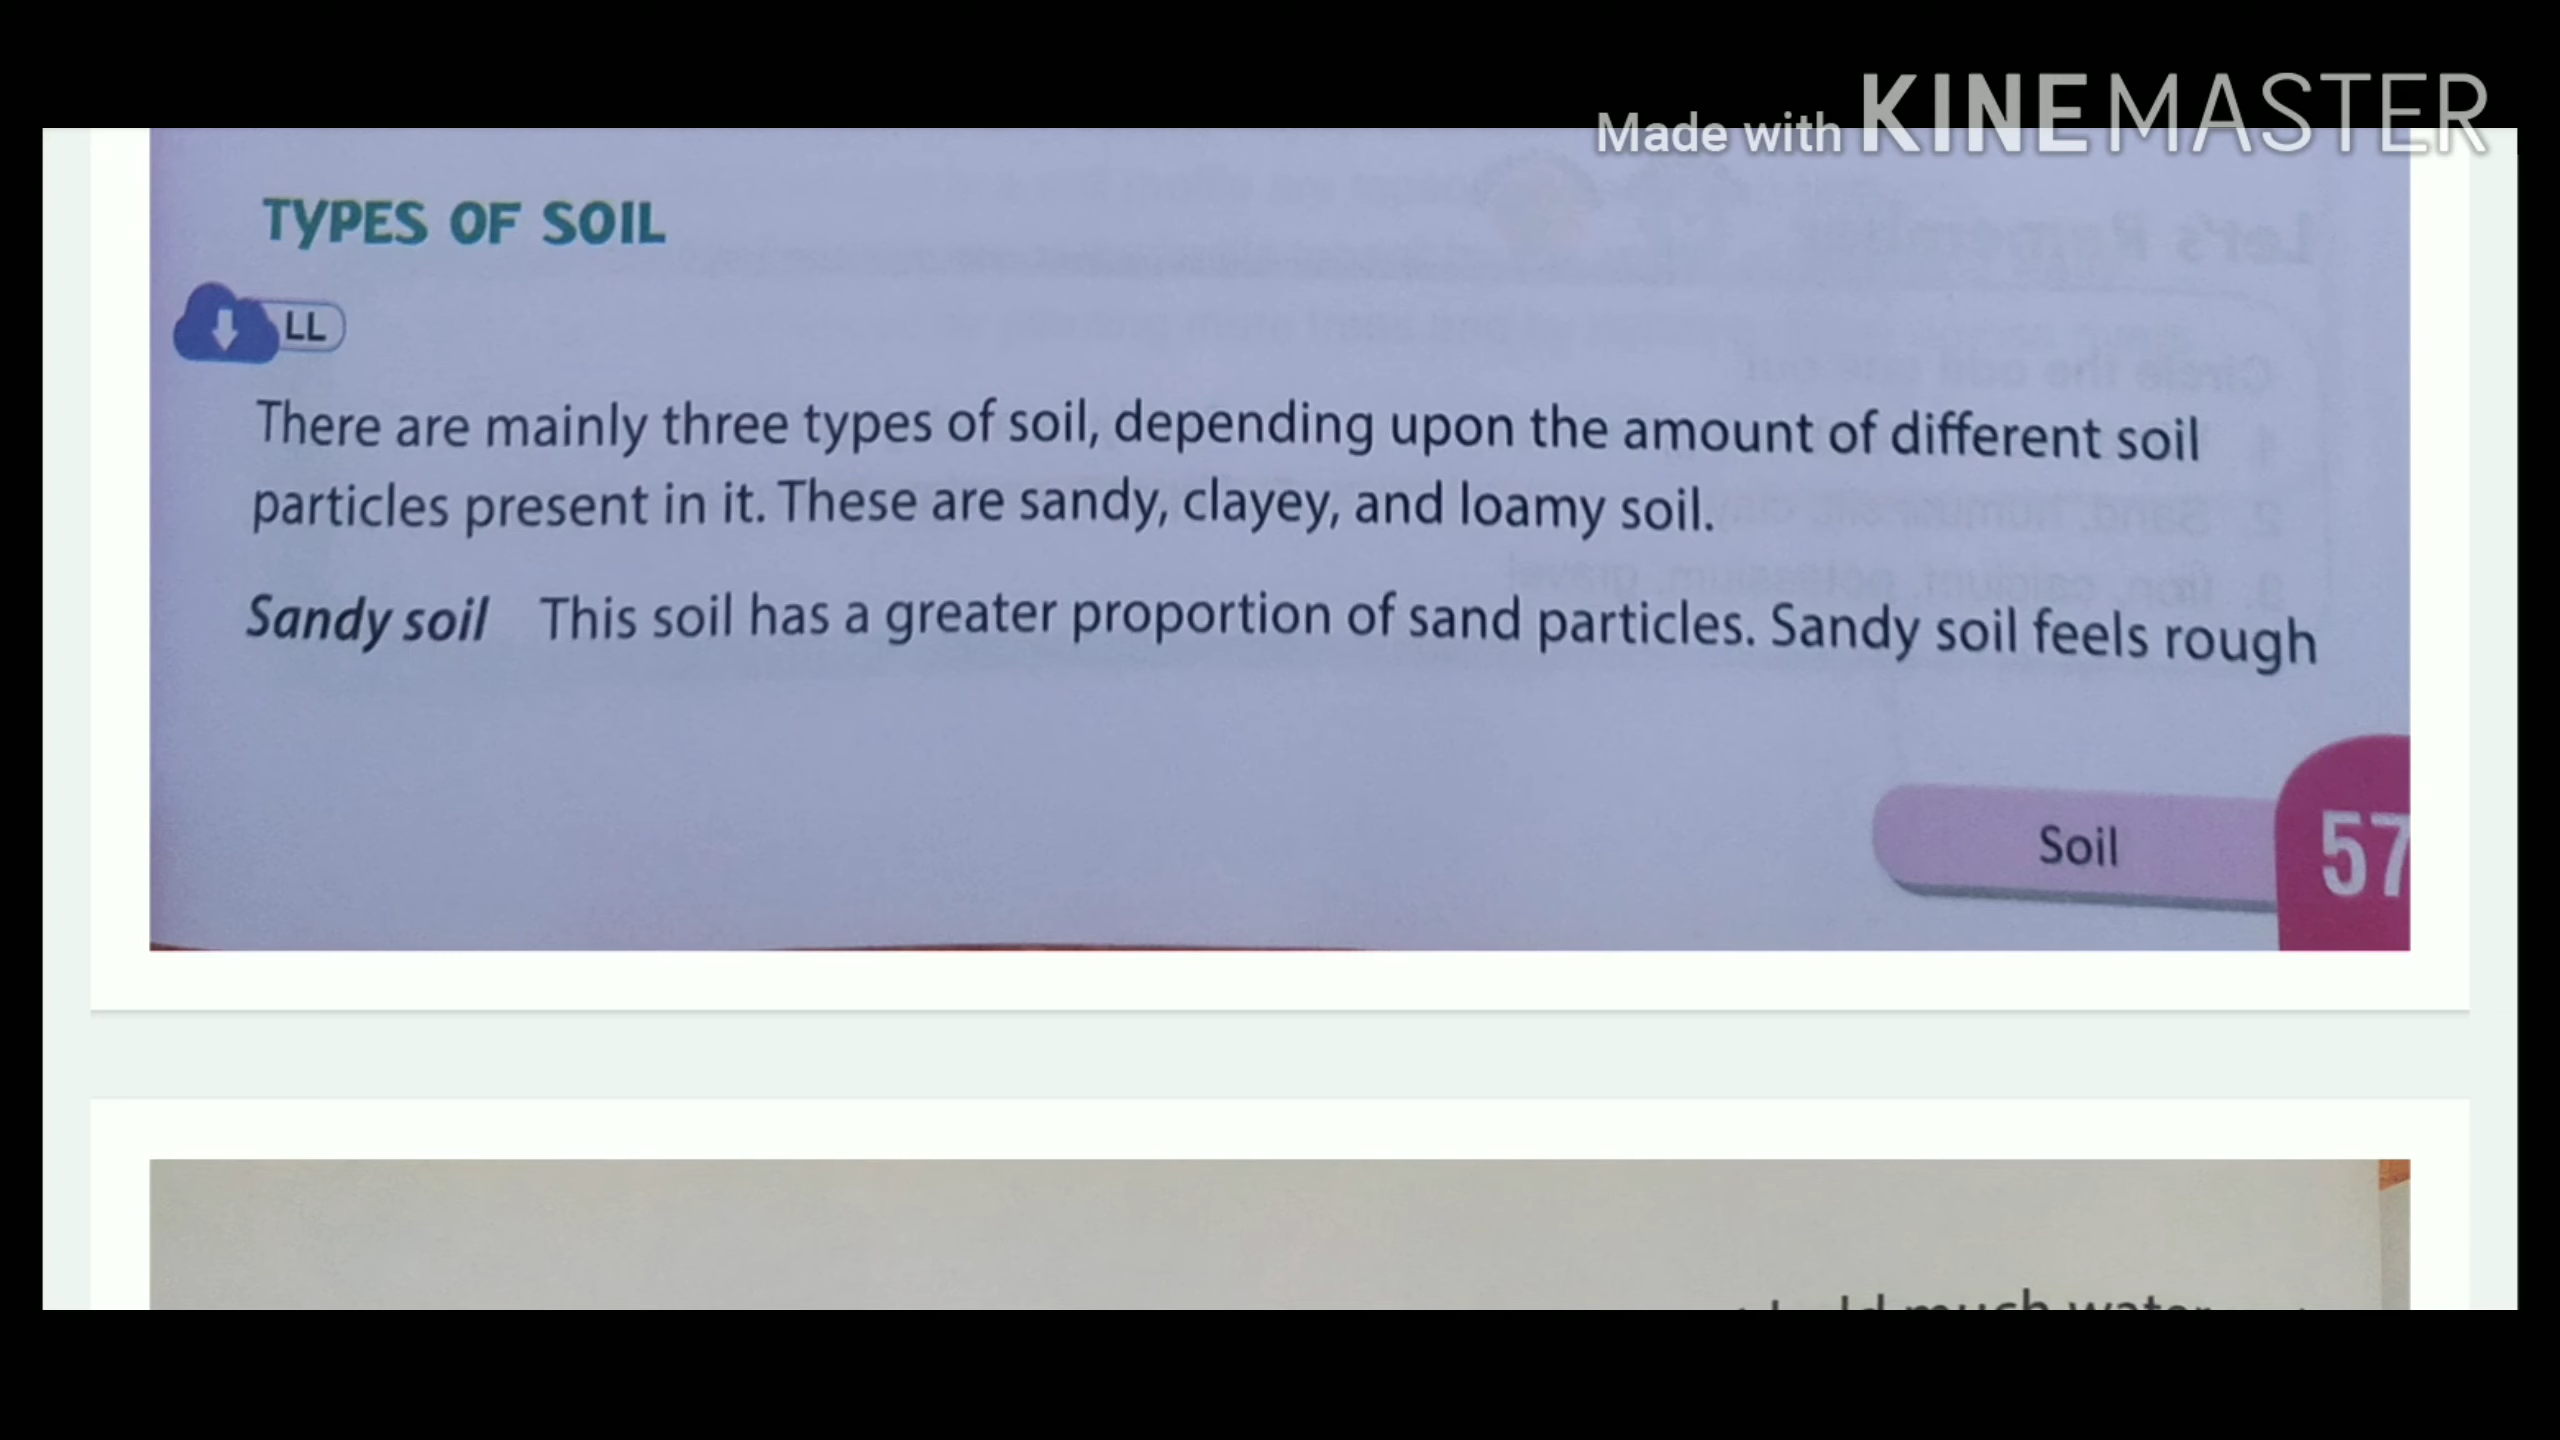 Made with KINEMASTER
TYPES OF SOIL
LL
There are mainly three types of soil, depending upon the amount of different soil
particles present in it. These are sandy, clayey, and loamy soil.
Sandy soil This soil has a greater proportion of sand particles. Sandy soil feels rough
Soil 57
much water